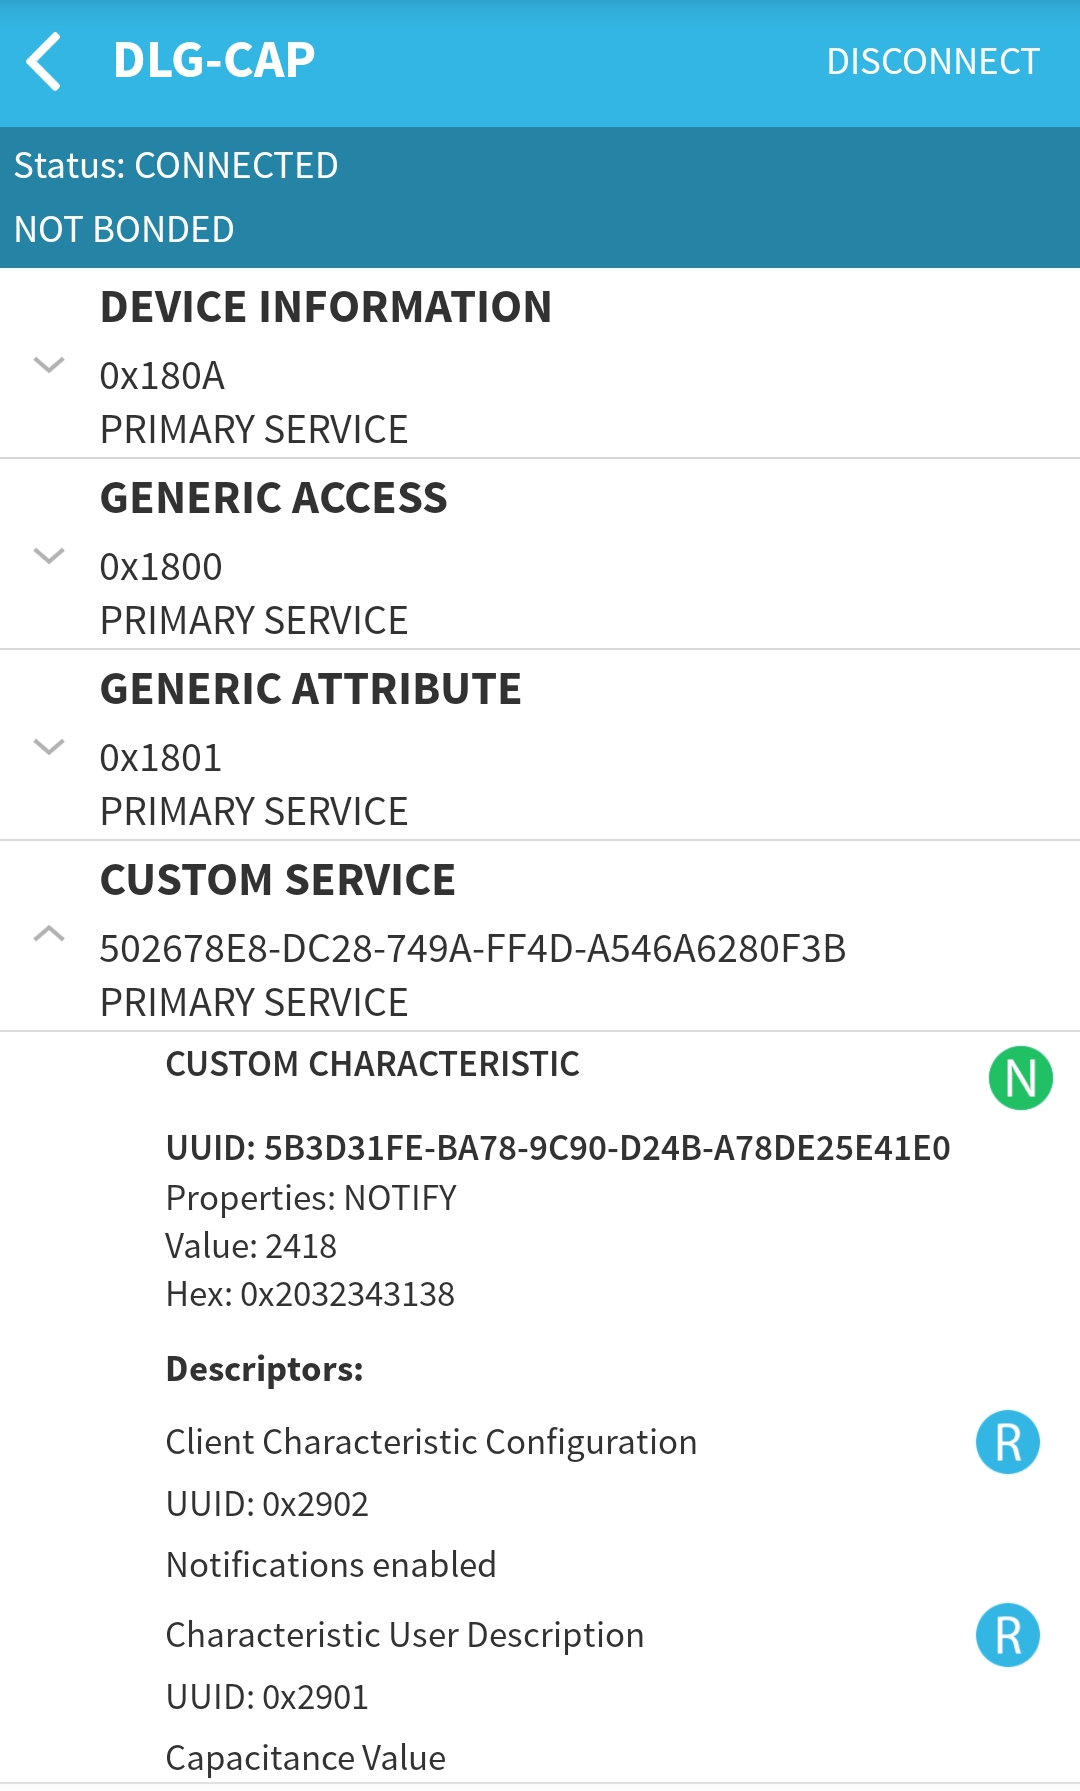 DLG-CAP
DISCONNECT
Status: CONNECTED
NOT BONDED
DEVICE INFORMATION
0x180A
PRIMARY SERVICE
GENERIC ACCESS
0x1800
PRIMARY SERVICE
GENERIC ATTRIBUTE
0x1801
PRIMARY SERVICE
CUSTOM SERVICE
502678E8-DC28-749A-FF4D-A546A6280F3B
PRIMARY SERVICE
CUSTOM CHARACTERISTIC
N
UUID: 5B3D31FE-BA78-9C90-D24B-A78DE25E41E0
Properties: NOTIFY
Value: 2418
Hex: 0x2032343138
Descriptors:
Client Characteristic Configuration
R
UUID: 0x2902
Notifications enabled
Characteristic User Description
R
UUID: 0x2901
Capacitance Value